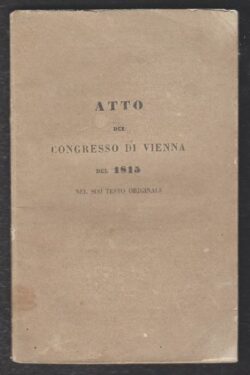 ATTO
DEL
CONGRESSO DI VIENNA
DEL 1815
NEL SUO TESTO ORIGINALE